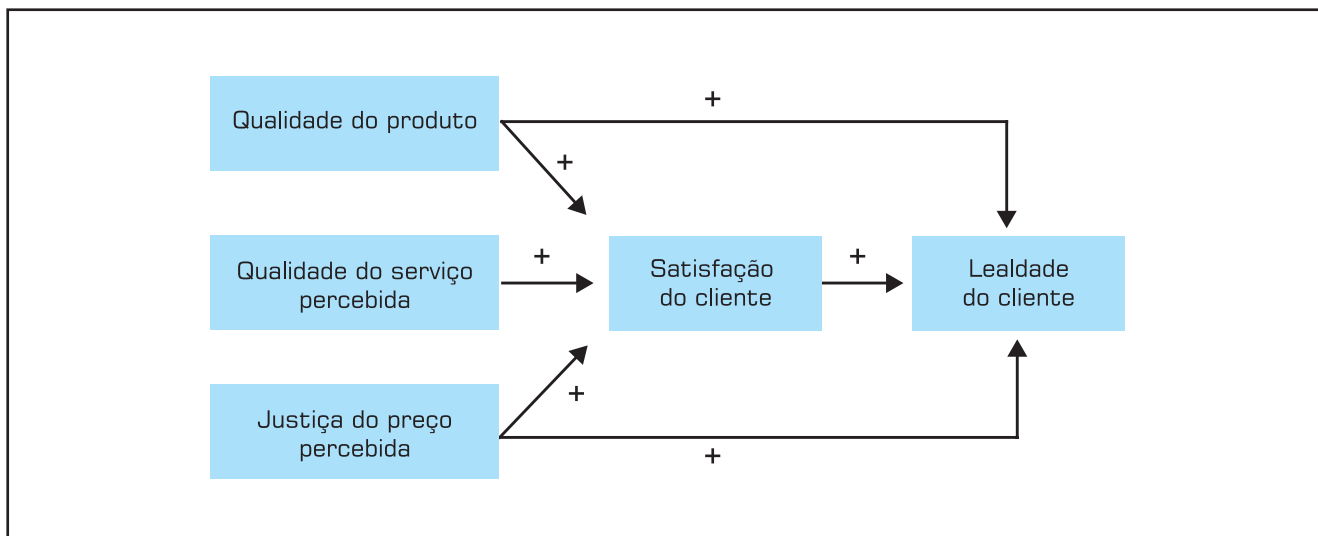 Qualidade do produto
+
+
Qualidade do serviço
percebida
+
Satisfação
do cliente
+
Lealdade
do cliente
Justiça do preço
percebida
+
+